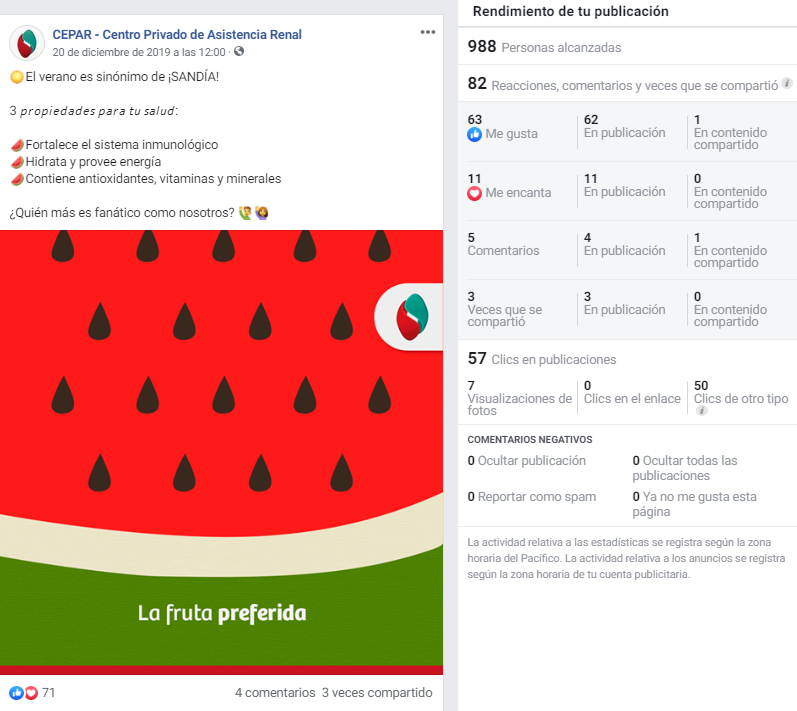 CEPAR - Centro Privado de Asistencia Renal
20 de diciembre de 2019 a las 12:00 ·
El verano es sinónimo de ¡SANDÍA!
3 propiedades para tu salud:
Fortalece el sistema inmunológico
Hidrata y provee energía
Contiene antioxidantes, vitaminas y minerales
¿Quién más es fanático como nosotros?
La fruta preferida
71
4 comentarios 3 veces compartido
Rendimiento de tu publicación
988 Personas alcanzadas
82 Reacciones, comentarios y veces que se compartió
63
Me gusta
62
En publicación
1
En contenido
compartido
11
Me encanta
11
En publicación
0
En contenido
compartido
5
Comentarios
4
En publicación
1
En contenido
compartido
3
Veces que se
compartió
3
En publicación
0
En contenido
compartido
57 Clics en publicaciones
7
Visualizaciones de
fotos
0
Clics en el enlace
50
Clics de otro tipo
COMENTARIOS NEGATIVOS
0 Ocultar publicación
0 Ocultar todas las
publicaciones
0 Reportar como spam
0 Ya no me gusta esta
página
La actividad relativa a las estadísticas se registra según la zona
horaria del Pacífico. La actividad relativa a los anuncios se registra
según la zona horaria de tu cuenta publicitaria.